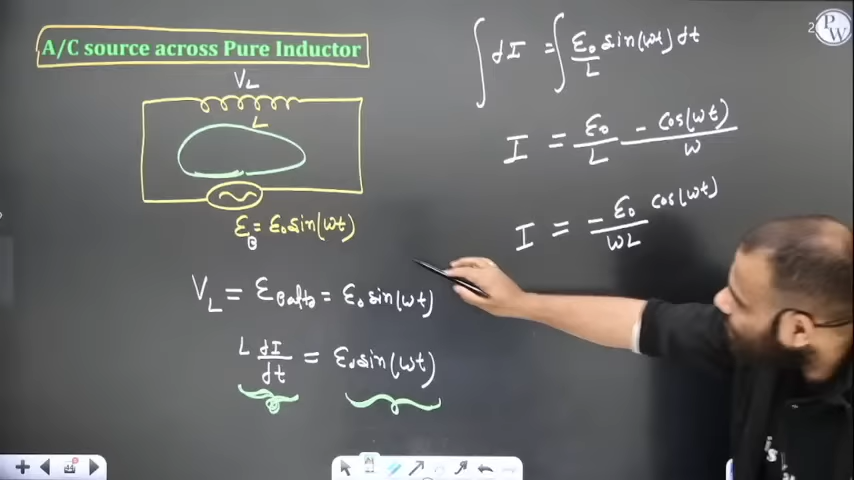 A/C source across Pure Inductor
V_L
L
ε_B = ε₀ sin(ωt)
V_L = ε_Batt = ε₀ sin(ωt)
L dI/dt = ε₀ sin(ωt)
∫ dI = ∫ ε₀/L sin(ωt) dt
I = ε₀/L - cos(ωt)/ω
I = - ε₀/ωL cos(ωt)
2
PW